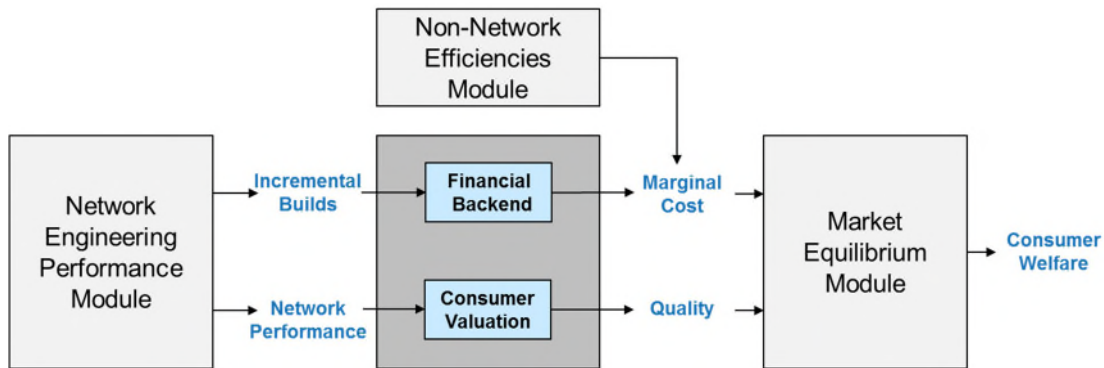 Non-Network
Efficiencies
Module
Network
Engineering
Performance
Module
Incremental
Builds
Financial
Backend
Marginal
Cost
Network
Performance
Consumer
Valuation
Quality
Market
Equilibrium
Module
Consumer
Welfare